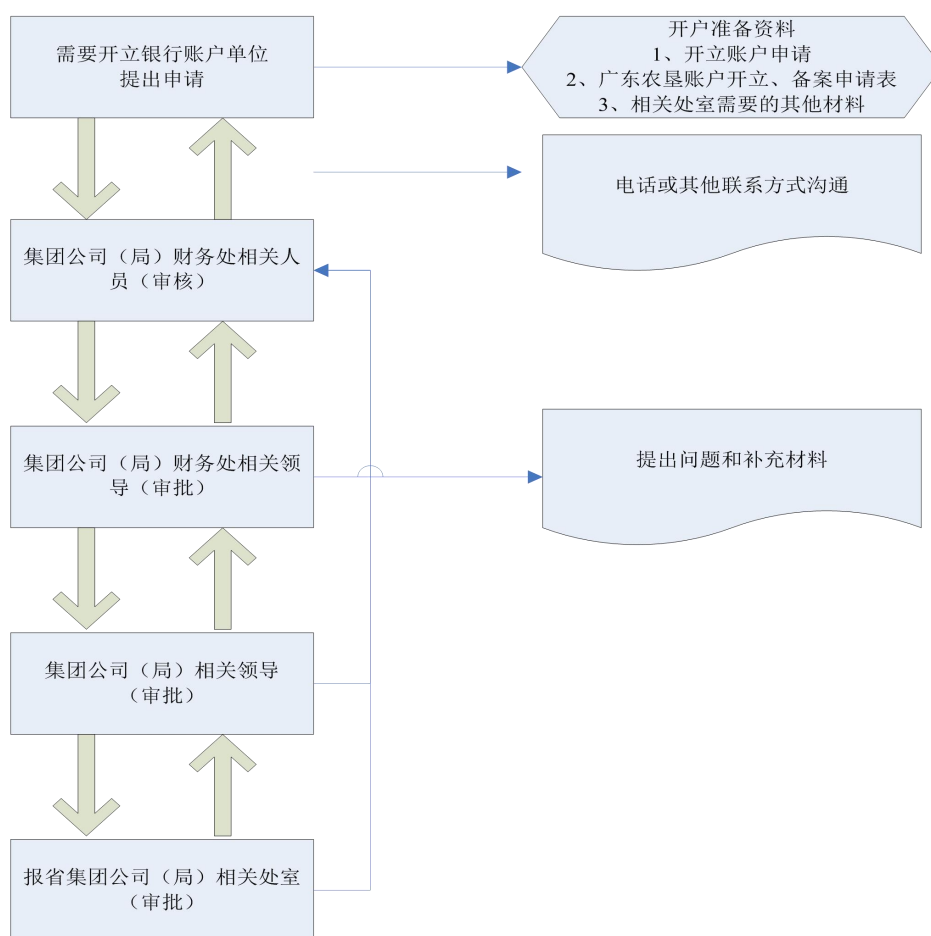 需要开立银行账户单位
提出申请
开户准备资料
1、开立账户申请
2、广东农垦账户开立、备案申请表
3、相关处室需要的其他材料
电话或其他联系方式沟通
集团公司（局）财务处相关人
员（审核）
集团公司（局）财务处相关领
导（审批）
提出问题和补充材料
集团公司（局）相关领导
（审批）
报省集团公司（局）相关处室
（审批）